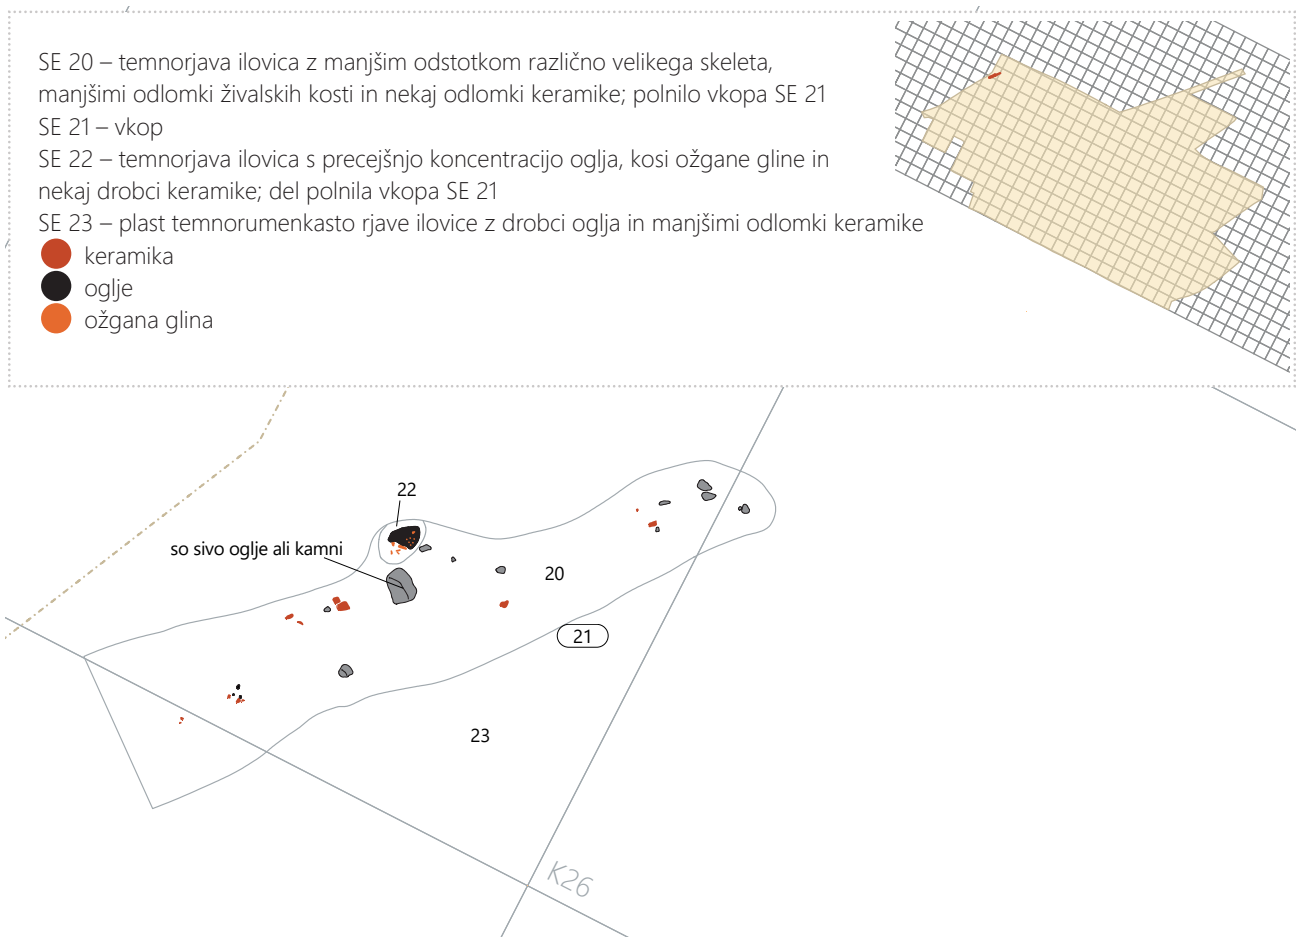 SE 20 – temnorjava ilovica z manjšim odstotkom različno velikega skeleta,
manjšimi odlomki živalskih kosti in nekaj odlomki keramike; polnilo vkopa SE 21
SE 21 – vkop
SE 22 – temnorjava ilovica s precejšnjo koncentracijo oglja, kosi ožgane gline in
nekaj drobci keramike; del polnila vkopa SE 21
SE 23 – plast temnorumenkasto rjave ilovice z drobci oglja in manjšimi odlomki keramike
keramika
oglje
ožgana glina
22
so sivo oglje ali kamni
20
21
23
K26